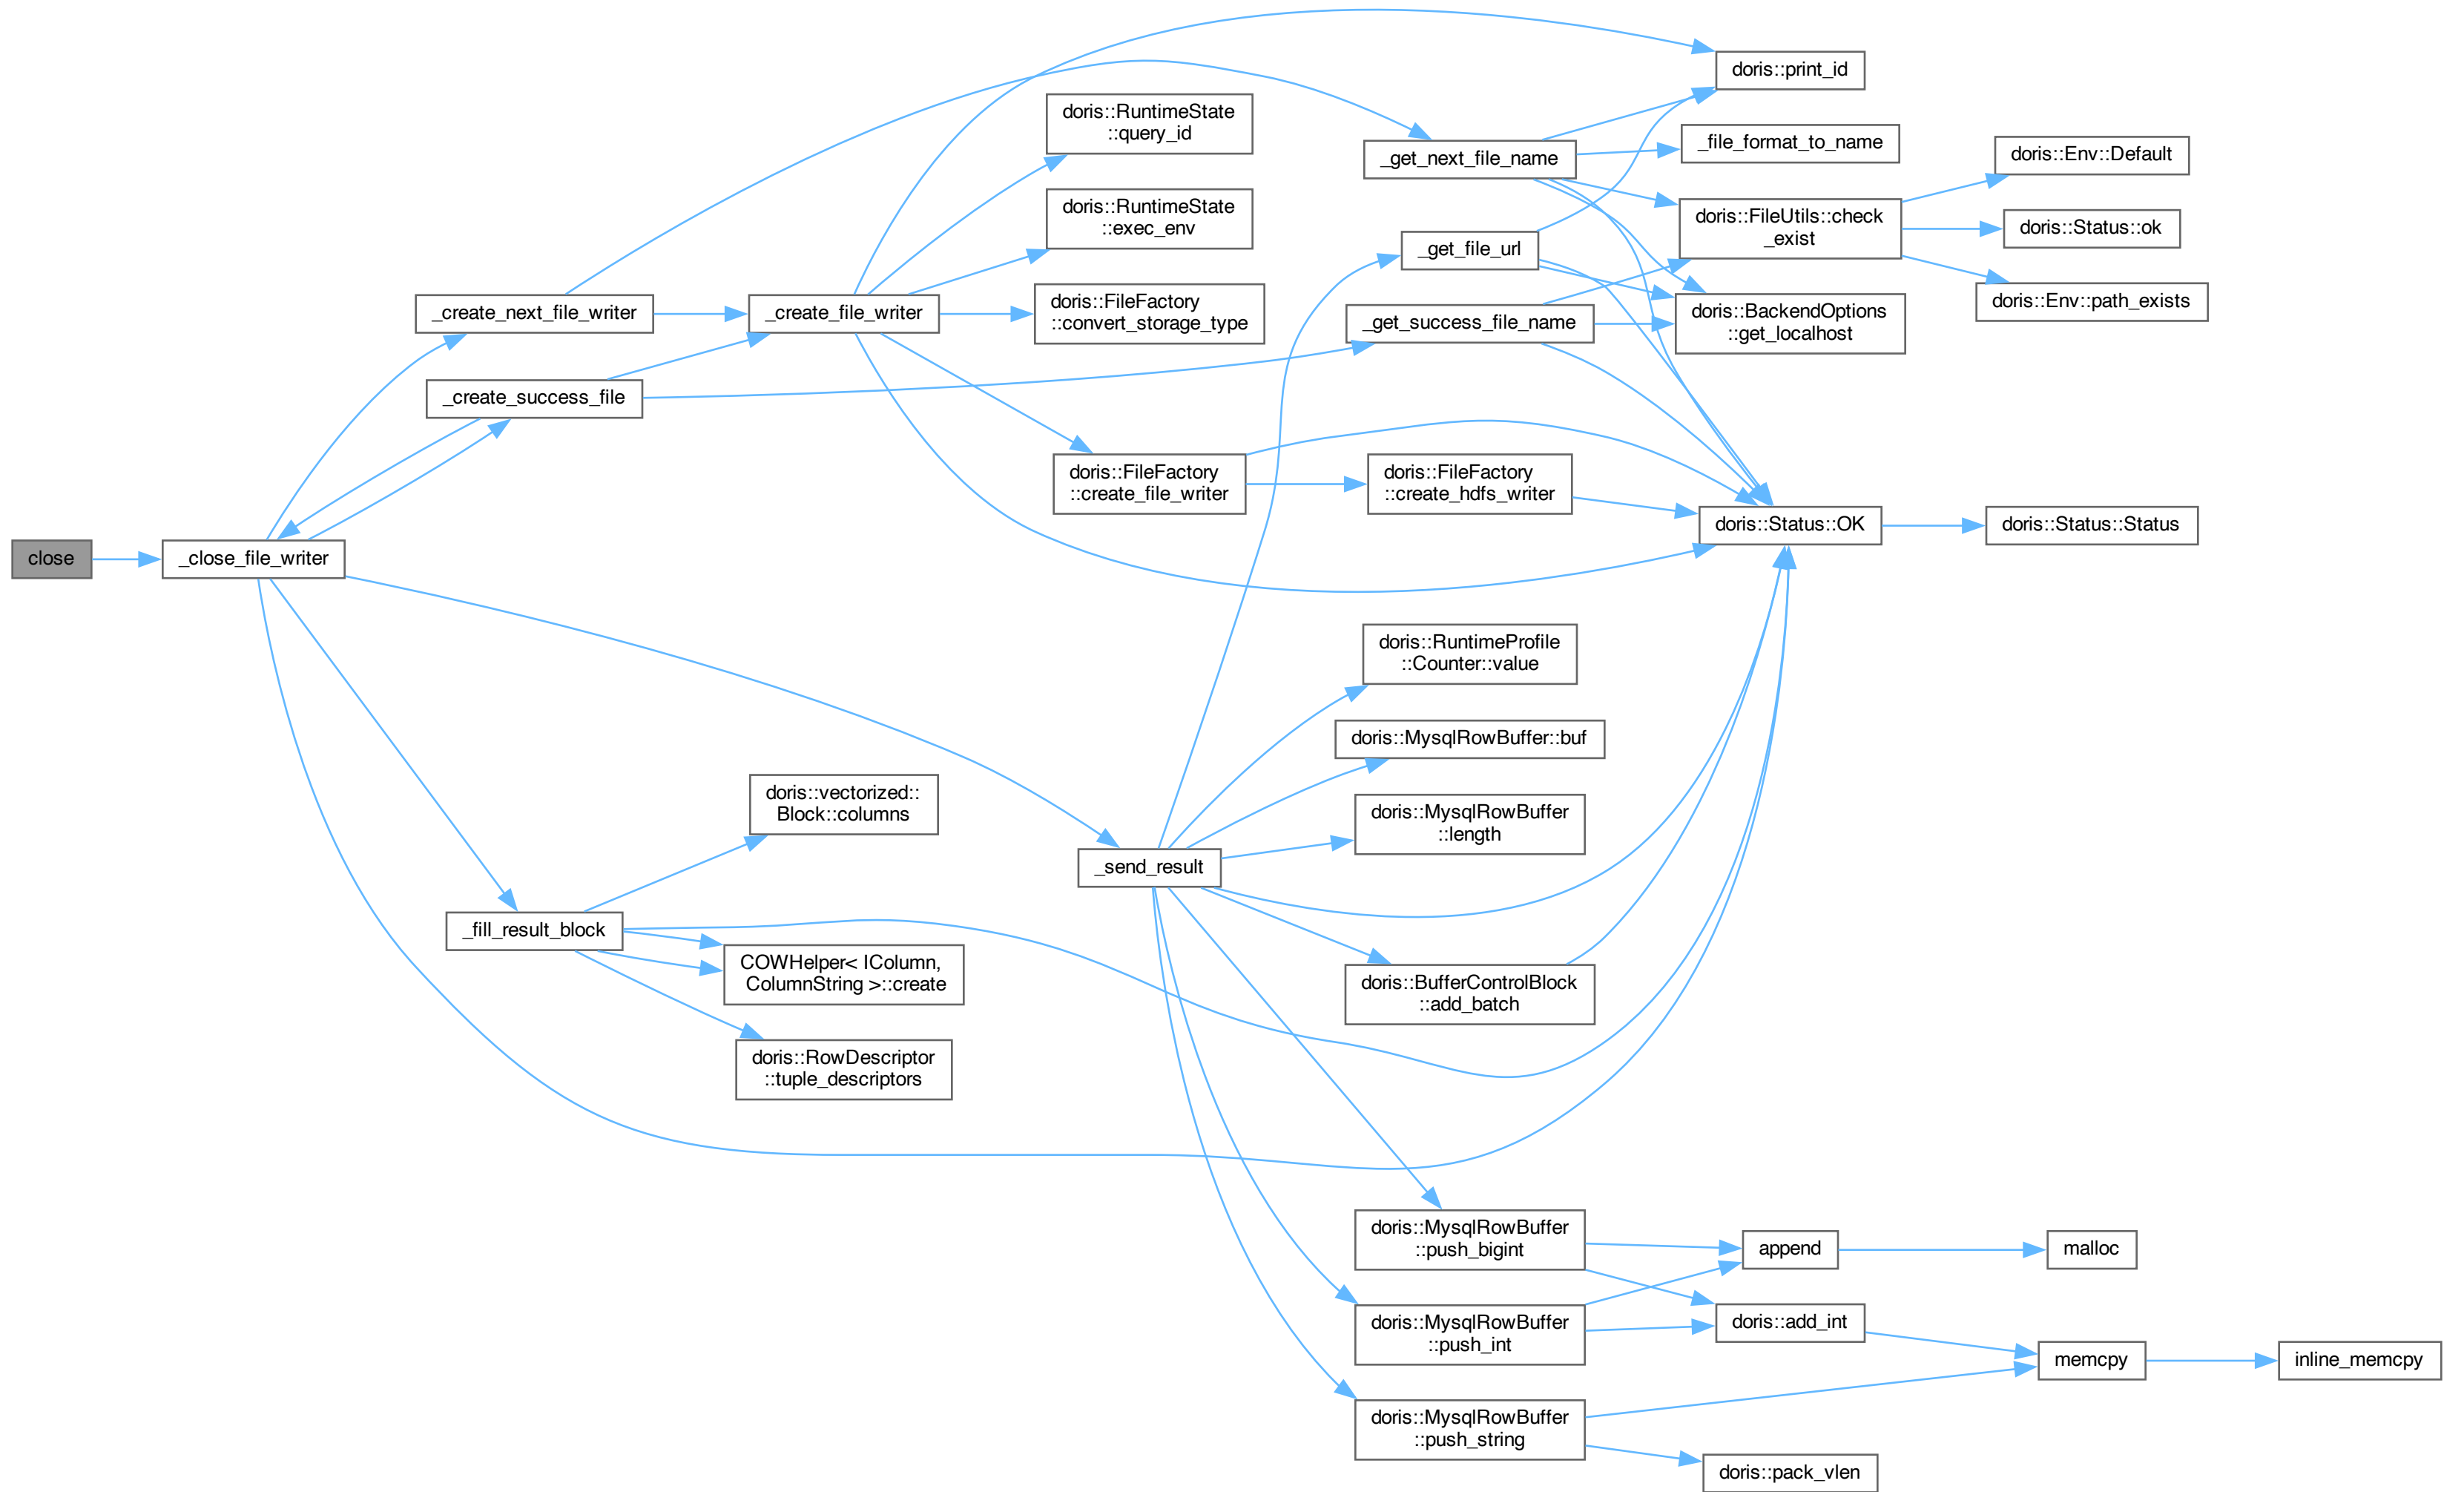 close
_close_file_writer
_create_next_file_writer
_create_success_file
_fill_result_block
_create_file_writer
doris::vectorized::
Block::columns
COWHelper< IColumn,
ColumnString >::create
doris::RowDescriptor
::tuple_descriptors
doris::RuntimeState
::query_id
doris::RuntimeState
::exec_env
doris::FileFactory
::convert_storage_type
doris::FileFactory
::create_file_writer
_send_result
_get_next_file_name
_get_file_url
_get_success_file_name
doris::FileFactory
::create_hdfs_writer
doris::RuntimeProfile
::Counter::value
doris::MysqlRowBuffer::buf
doris::MysqlRowBuffer
::length
doris::BufferControlBlock
::add_batch
doris::MysqlRowBuffer
::push_bigint
doris::MysqlRowBuffer
::push_int
doris::MysqlRowBuffer
::push_string
doris::print_id
_file_format_to_name
doris::FileUtils::check
_exist
doris::BackendOptions
::get_localhost
doris::Status::OK
append
doris::add_int
doris::pack_vlen
doris::Env::Default
doris::Status::ok
doris::Env::path_exists
doris::Status::Status
malloc
memcpy
inline_memcpy